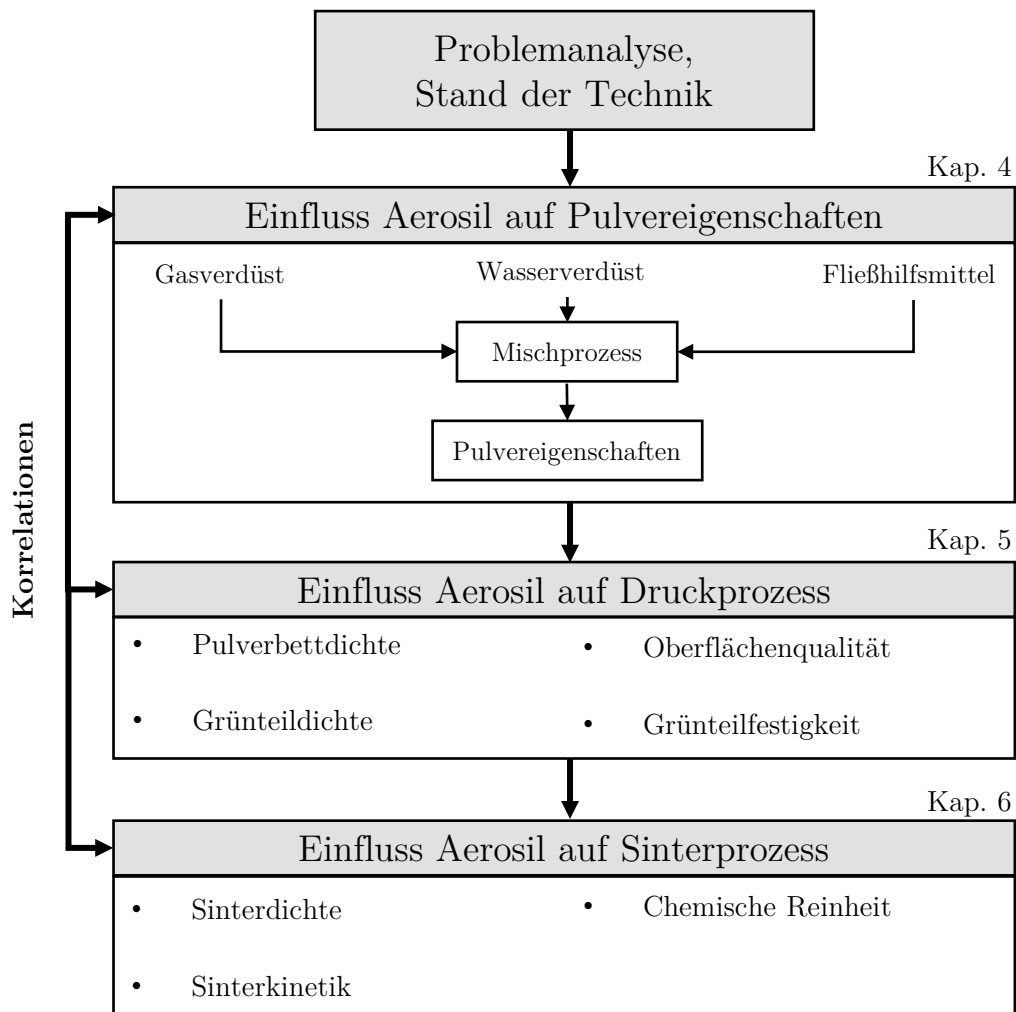 Problemanalyse,
Stand der Technik
Kap. 4
Einfluss Aerosil auf Pulvereigenschaften
Gasverdüst
Wasserverdüst
Fließhilfsmittel
Mischprozess
Pulvereigenschaften
Korrelationen
Kap. 5
Einfluss Aerosil auf Druckprozess
• Pulverbettdichte
• Oberflächenqualität
• Grünteildichte
• Grünteilfestigkeit
Kap. 6
Einfluss Aerosil auf Sinterprozess
• Sinterdichte
• Chemische Reinheit
• Sinterkinetik